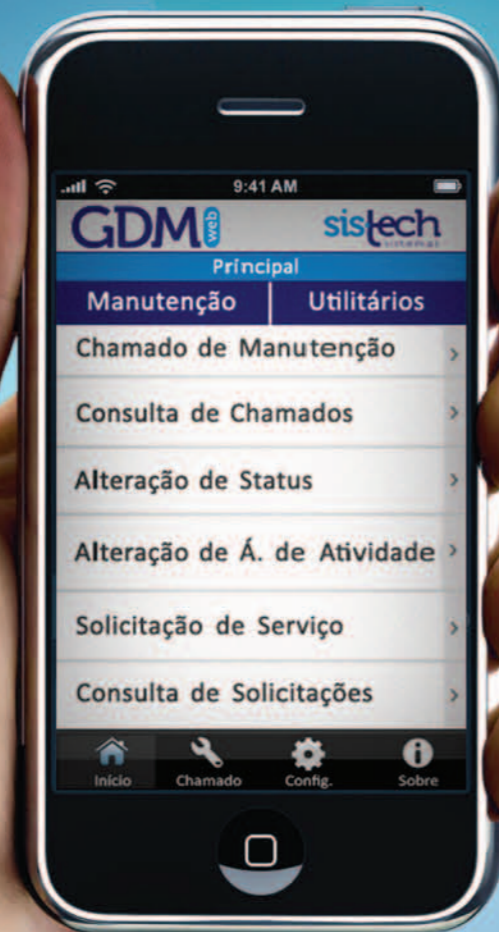 9:41 AM
GDM web
sistech
Principal
Manutenção Utilitários
Chamado de Manutenção
Consulta de Chamados
Alteração de Status
Alteração de Á. de Atividade
Solicitação de Serviço
Consulta de Solicitações
Início Chamado Config. Sobre